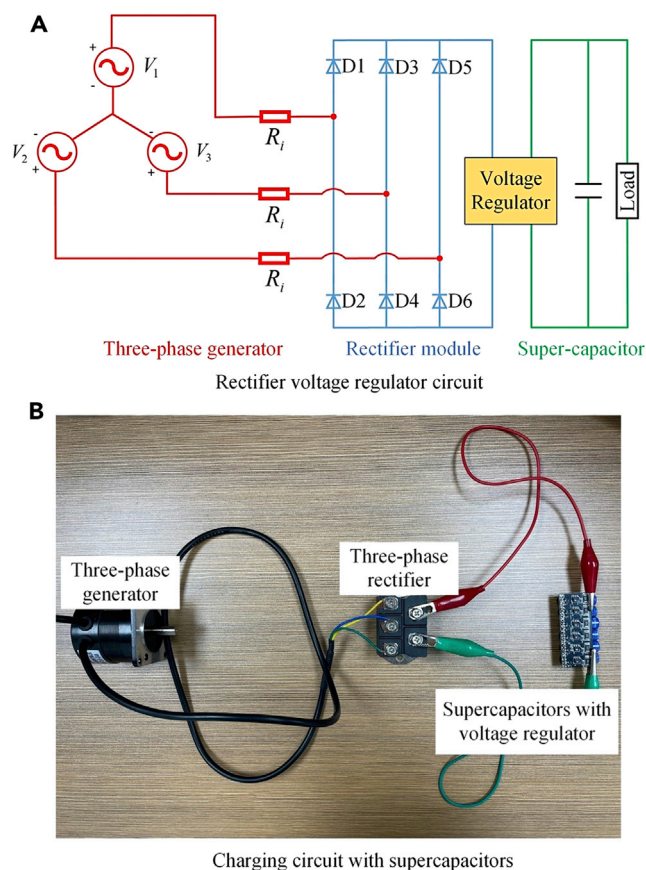 A
+
-
V1
-
V2
+
-
V3
+
Ri
Ri
Ri
D1
D3
D5
D2
D4
D6
Voltage
Regulator
Load
Three-phase generator
Rectifier module
Super-capacitor
Rectifier voltage regulator circuit
B
Three-phase
generator
Three-phase
rectifier
Supercapacitors with
voltage regulator
Charging circuit with supercapacitors